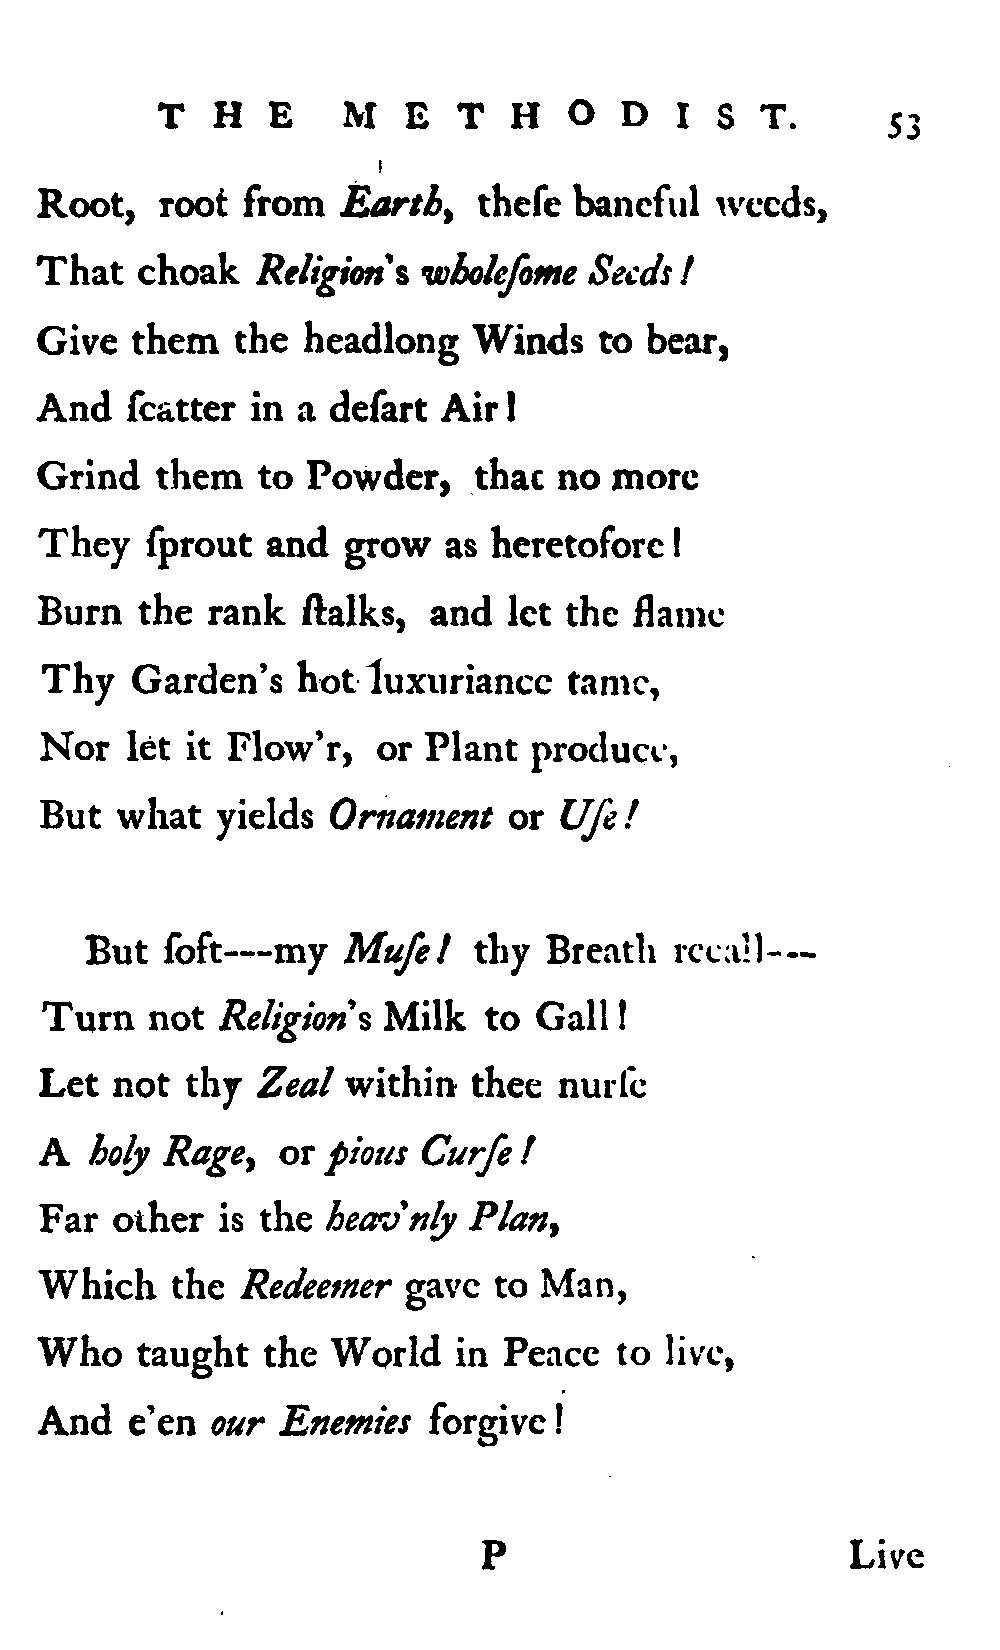 THE METHODIST. 53
Root, root from Earth, theſe baneful weeds,
That choak Religion's wholeſome Seeds!
Give them the headlong Winds to bear,
And ſcatter in a deſart Air!
Grind them to Powder, that no more
They ſprout and grow as heretofore!
Burn the rank ſtalks, and let the flame
Thy Garden's hot luxuriance tame,
Nor let it Flow'r, or Plant produce,
But what yields Ornament or Uſe!
But ſoft----my Muſe! thy Breath recall---
Turn not Religion's Milk to Gall!
Let not thy Zeal within thee nurſe
A holy Rage, or pious Curſe!
Far other is the heav'nly Plan,
Which the Redeemer gave to Man,
Who taught the World in Peace to live,
And e'en our Enemies forgive!
P Live